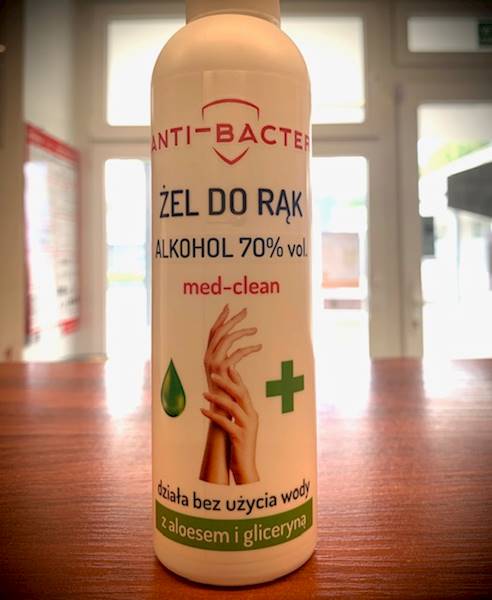 ANTI-BACTER
ŻEL DO RĄK
ALKOHOL 70% vol.
med-clean
działa bez użycia wody
z aloesem i gliceryną